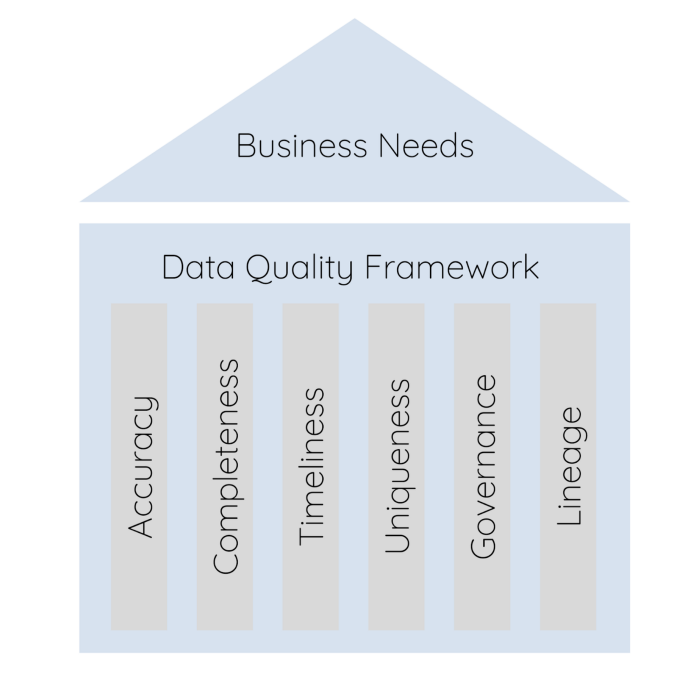 Business Needs
Data Quality Framework
Accuracy
Completeness
Timeliness
Uniqueness
Governance
Lineage